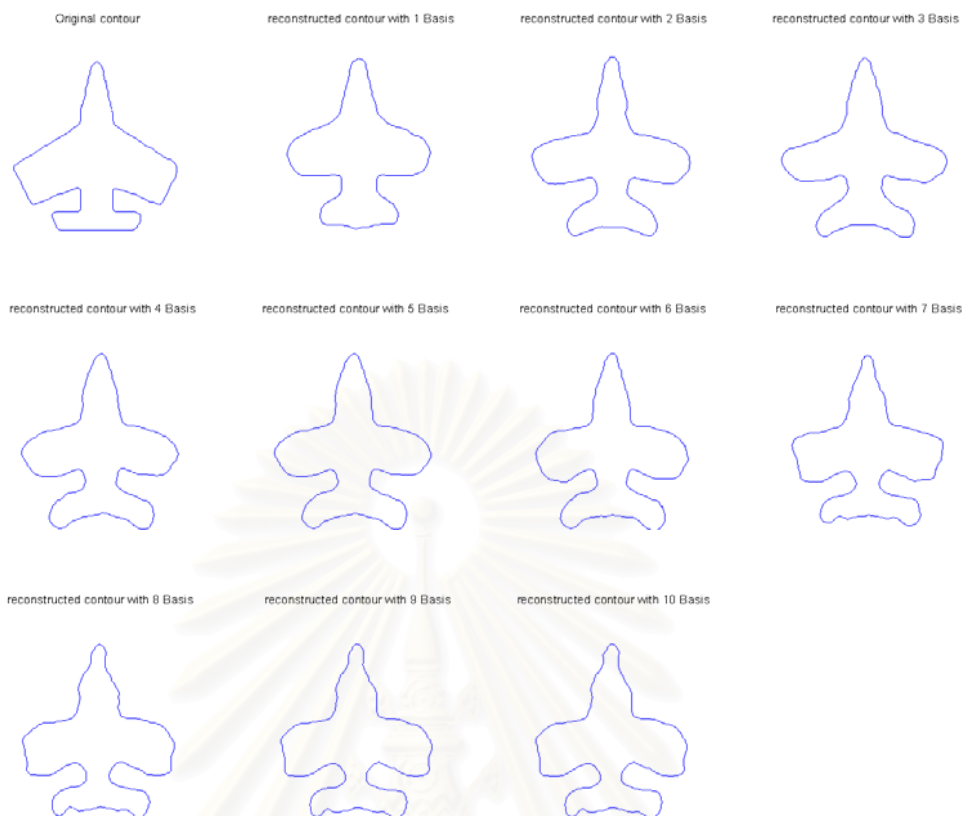 Original contour
reconstructed contour with 1 Basis
reconstructed contour with 2 Basis
reconstructed contour with 3 Basis
reconstructed contour with 4 Basis
reconstructed contour with 5 Basis
reconstructed contour with 6 Basis
reconstructed contour with 7 Basis
reconstructed contour with 8 Basis
reconstructed contour with 9 Basis
reconstructed contour with 10 Basis